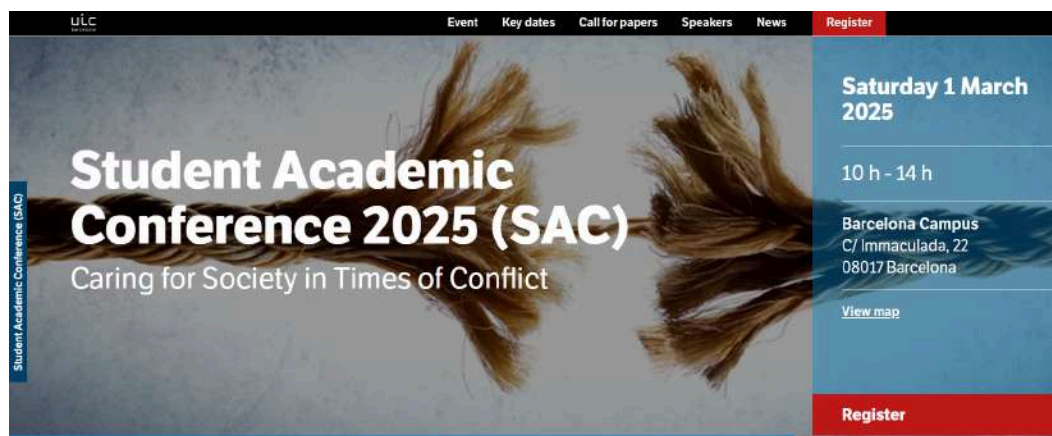 uic
barcelona
Event Key dates Call for papers Speakers News Register
Student Academic Conference (SAC)
Student Academic
Conference 2025 (SAC)
Caring for Society in Times of Conflict
Saturday 1 March
2025
10 h - 14 h
Barcelona Campus
C/ Immaculada, 22
08017 Barcelona
View map
Register